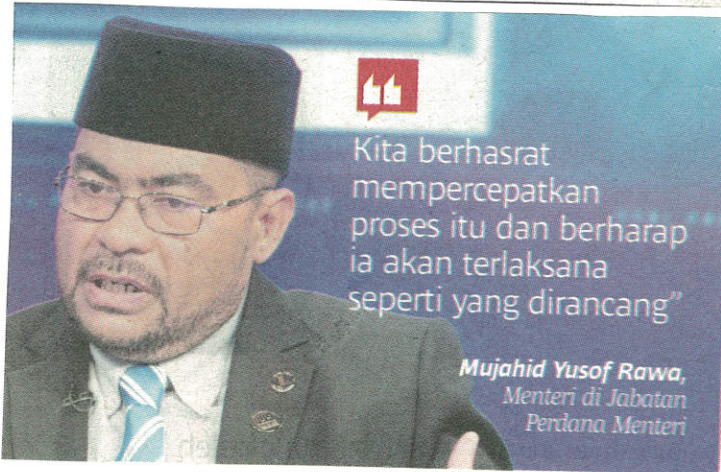 Kita berhasrat
mempercepatkan
proses itu dan berharap
ia akan terlaksana
seperti yang dirancang”
Mujahid Yusof Rawa,
Menteri di Jabatan
Perdana Menteri